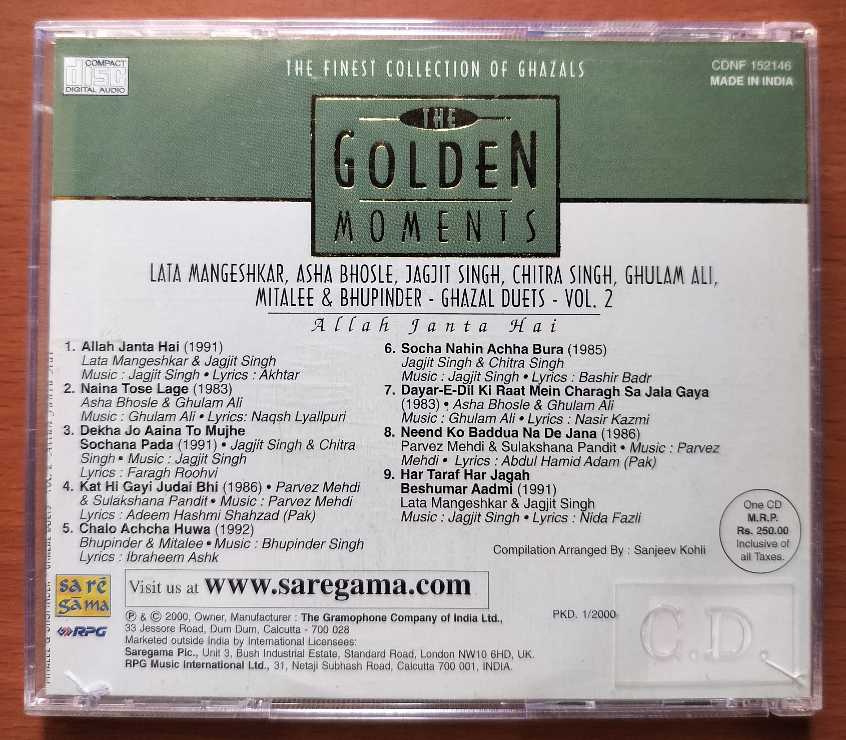 COMPACT
disc
DIGITAL AUDIO
THE FINEST COLLECTION OF GHAZALS
CDNF 152146
MADE IN INDIA
THE
GOLDEN
MOMENTS
LATA MANGESHKAR, ASHA BHOSLE, JAGJIT SINGH, CHITRA SINGH, GHULAM ALI,
MITALEE & BHUPINDER - GHAZAL DUETS - VOL. 2
Allah Janta Hai
1. Allah Janta Hai (1991)
Lata Mangeshkar & Jagjit Singh
Music : Jagjit Singh • Lyrics : Akhtar
2. Naina Tose Lage (1983)
Asha Bhosle & Ghulam Ali
Music : Ghulam Ali • Lyrics: Naqsh Lyallpuri
3. Dekha Jo Aaina To Mujhe
Sochana Pada (1991) • Jagjit Singh & Chitra
Singh • Music : Jagjit Singh
Lyrics : Faragh Roohvi
4. Kat Hi Gayi Judai Bhi (1986) • Parvez Mehdi
& Sulakshana Pandit • Music : Parvez Mehdi
Lyrics : Adeem Hashmi Shahzad (Pak)
5. Chalo Achcha Huwa (1992)
Bhupinder & Mitalee • Music : Bhupinder Singh
Lyrics : Ibraheem Ashk
6. Socha Nahin Achha Bura (1985)
Jagjit Singh & Chitra Singh
Music : Jagjit Singh • Lyrics : Bashir Badr
7. Dayar-E-Dil Ki Raat Mein Charagh Sa Jala Gaya
(1983) • Asha Bhosle & Ghulam Ali
Music : Ghulam Ali • Lyrics : Nasir Kazmi
8. Neend Ko Baddua Na De Jana (1986)
Parvez Mehdi & Sulakshana Pandit • Music : Parvez
Mehdi • Lyrics : Abdul Hamid Adam (Pak)
9. Har Taraf Har Jagah
Beshumar Aadmi (1991)
Lata Mangeshkar & Jagjit Singh
Music : Jagjit Singh • Lyrics : Nida Fazli
Compilation Arranged By : Sanjeev Kohli
One CD
M.R.P.
Rs. 250.00
Inclusive of
all Taxes.
sa rē
gāma
RPG
Visit us at www.saregama.com
℗ & © 2000, Owner, Manufacturer : The Gramophone Company of India Ltd.,
33 Jessore Road, Dum Dum, Calcutta - 700 028
Marketed outside India by International Licensees:
Saregama Plc., Unit 3, Bush Industrial Estate, Standard Road, London NW10 6HD, UK.
RPG Music International Ltd., 31, Netaji Subhash Road, Calcutta 700 001, INDIA.
PKD. 1/2000
C.D.